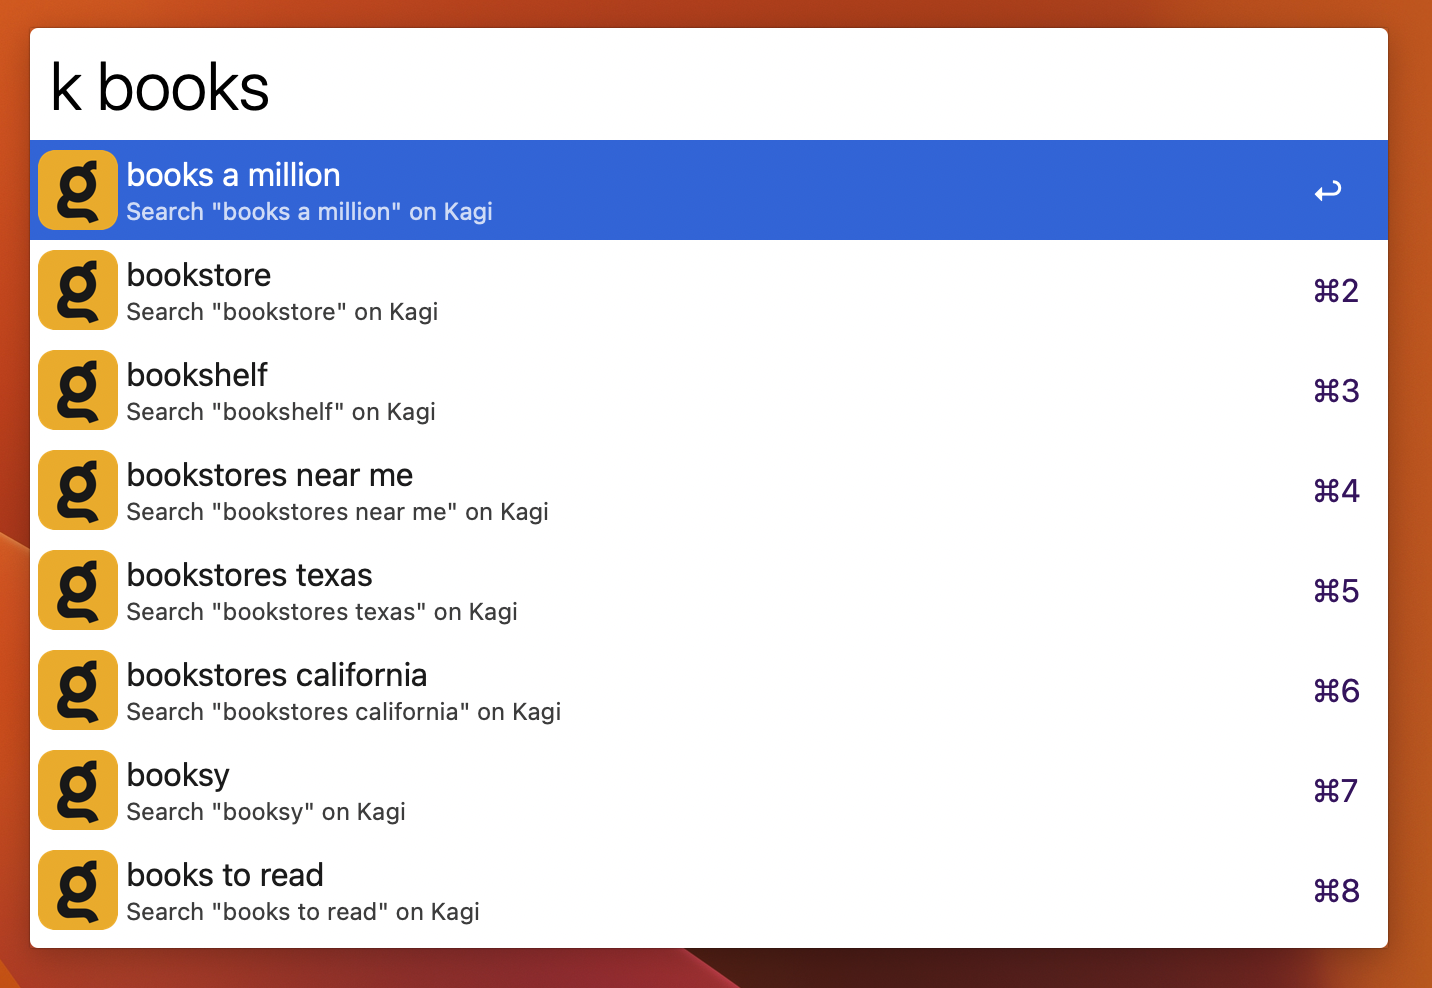 k books
books a million
Search "books a million" on Kagi
↩
bookstore
Search "bookstore" on Kagi
⌘2
bookshelf
Search "bookshelf" on Kagi
⌘3
bookstores near me
Search "bookstores near me" on Kagi
⌘4
bookstores texas
Search "bookstores texas" on Kagi
⌘5
bookstores california
Search "bookstores california" on Kagi
⌘6
booksy
Search "booksy" on Kagi
⌘7
books to read
Search "books to read" on Kagi
⌘8